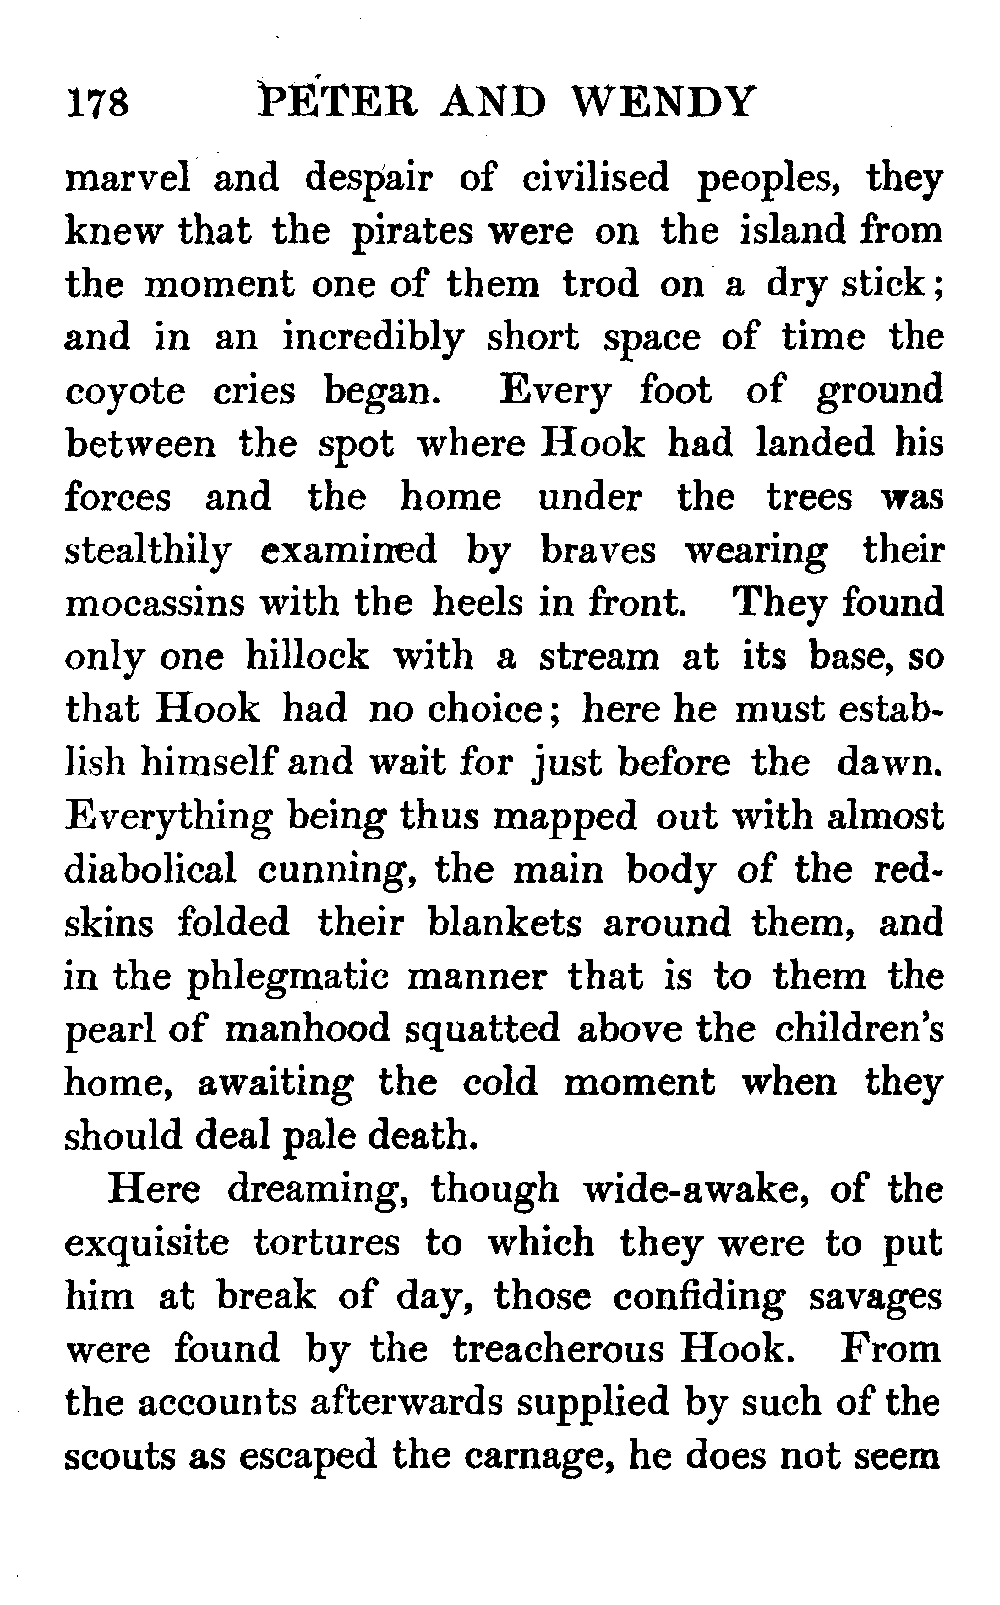 178 PETER AND WENDY
marvel and despair of civilised peoples, they
knew that the pirates were on the island from
the moment one of them trod on a dry stick;
and in an incredibly short space of time the
coyote cries began. Every foot of ground
between the spot where Hook had landed his
forces and the home under the trees was
stealthily examined by braves wearing their
mocassins with the heels in front. They found
only one hillock with a stream at its base, so
that Hook had no choice; here he must estab-
lish himself and wait for just before the dawn.
Everything being thus mapped out with almost
diabolical cunning, the main body of the red-
skins folded their blankets around them, and
in the phlegmatic manner that is to them the
pearl of manhood squatted above the children's
home, awaiting the cold moment when they
should deal pale death.
Here dreaming, though wide-awake, of the
exquisite tortures to which they were to put
him at break of day, those confiding savages
were found by the treacherous Hook. From
the accounts afterwards supplied by such of the
scouts as escaped the carnage, he does not seem